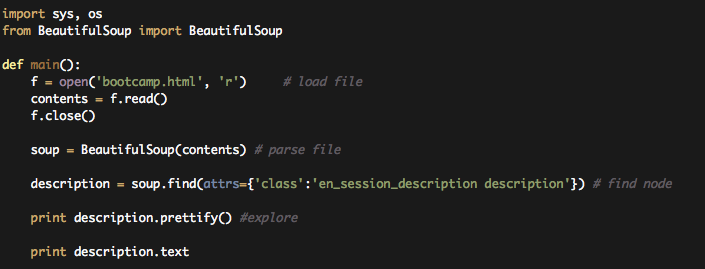 import sys, os
from BeautifulSoup import BeautifulSoup
def main():
f = open('bootcamp.html', 'r') # load file
contents = f.read()
f.close()
soup = BeautifulSoup(contents) # parse file
description = soup.find(attrs={'class':'en_session_description description'}) # find node
print description.prettify() #explore
print description.text